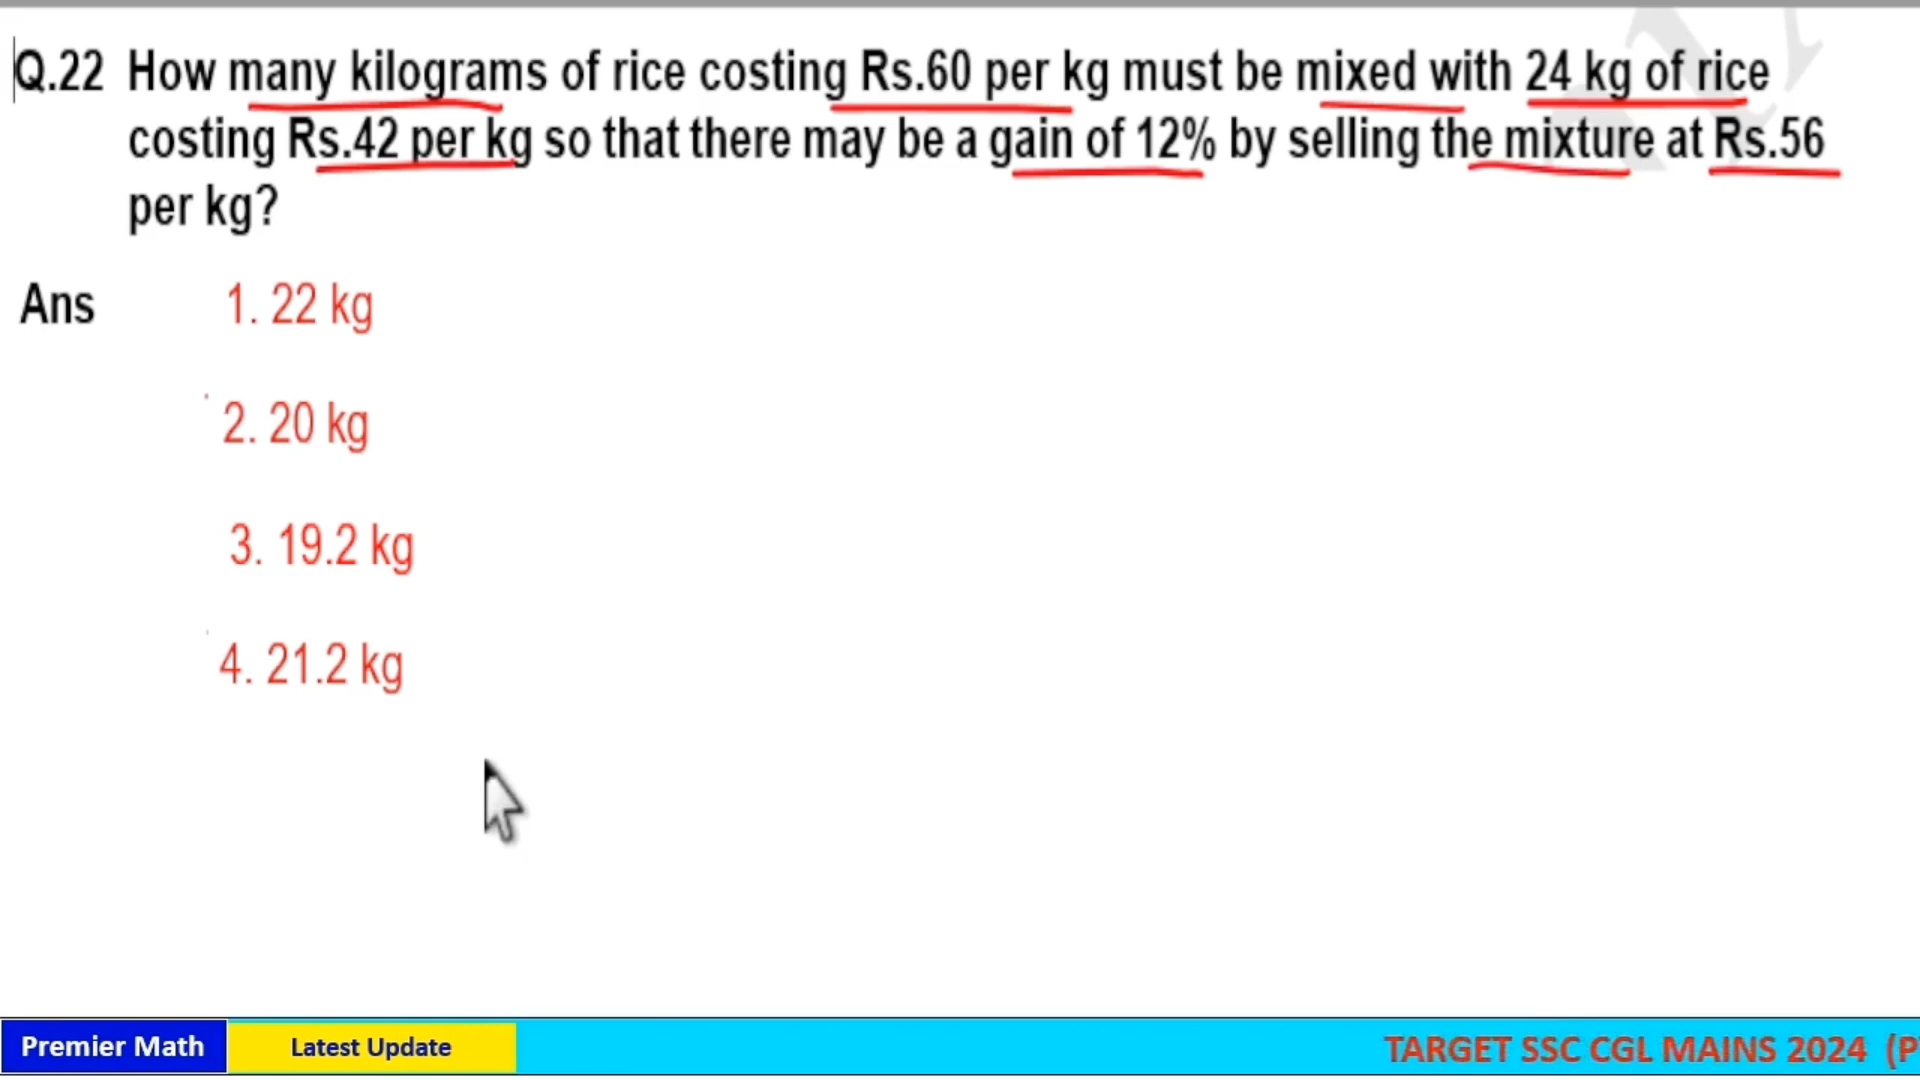 Q.22 How many kilograms of rice costing Rs.60 per kg must be mixed with 24 kg of rice
costing Rs.42 per kg so that there may be a gain of 12% by selling the mixture at Rs.56
per kg?
Ans 1. 22 kg
2. 20 kg
3. 19.2 kg
4. 21.2 kg
Premier Math Latest Update TARGET SSC CGL MAINS 2024 (P